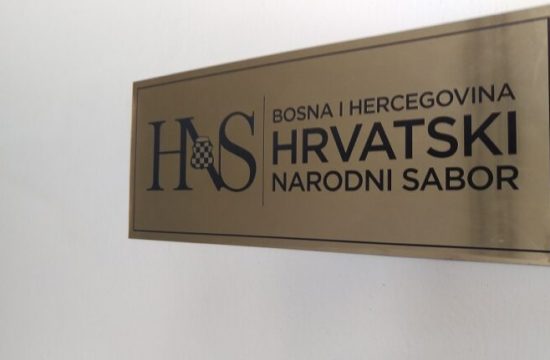 HNS
BOSNA I HERCEGOVINA
HRVATSKI
NARODNI SABOR